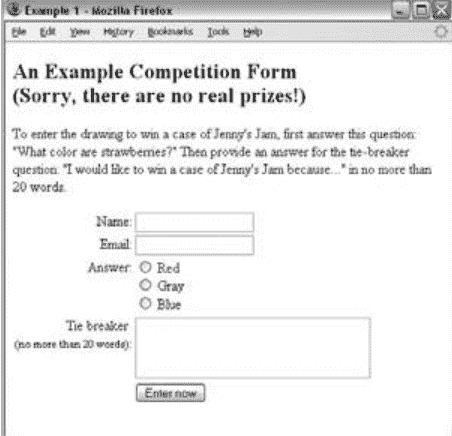 Example 1 - Mozilla Firefox
File Edit View History Bookmarks Tools Help
An Example Competition Form
(Sorry, there are no real prizes!)
To enter the drawing to win a case of Jenny's Jam, first answer this question:
"What color are strawberries?" Then provide an answer for the tie-breaker
question: "I would like to win a case of Jenny's Jam because..." in no more than
20 words.
Name:
Email:
Answer: Red
Gray
Blue
Tie breaker
(no more than 20 words):
Enter now